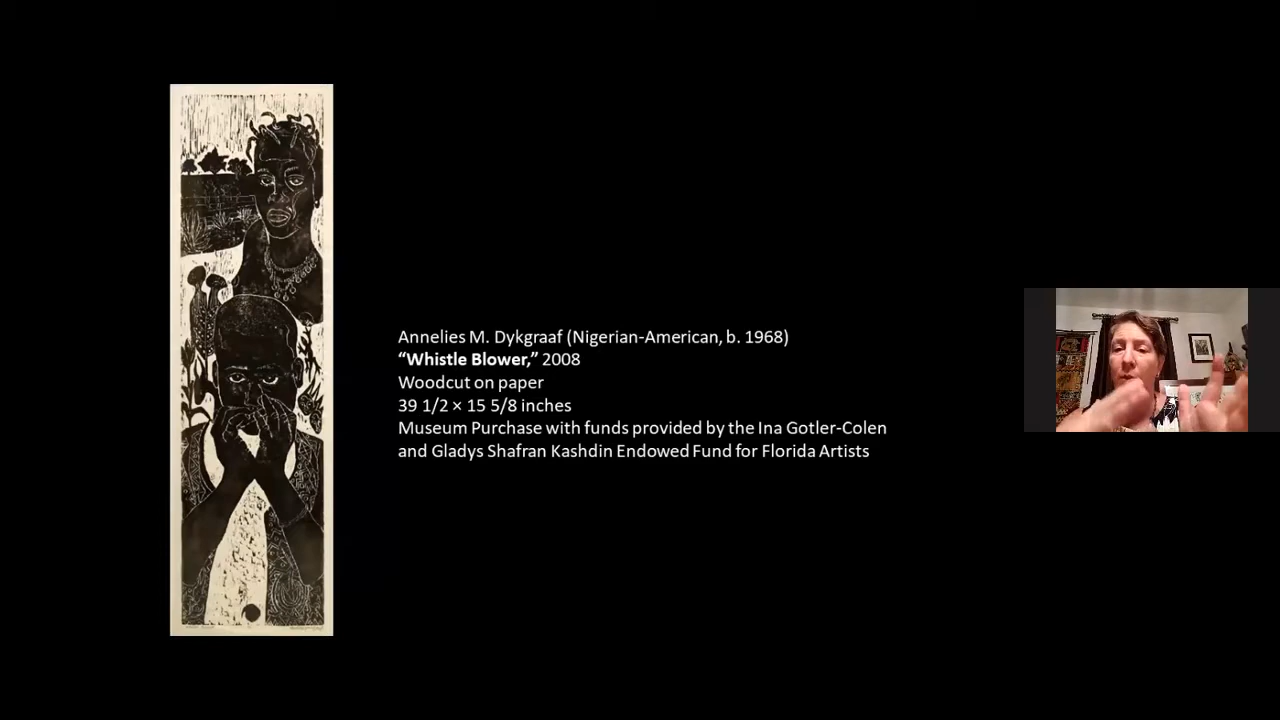 Annelies M. Dykgraaf (Nigerian-American, b. 1968)
“Whistle Blower,” 2008
Woodcut on paper
39 1/2 × 15 5/8 inches
Museum Purchase with funds provided by the Ina Gotler-Colen
and Gladys Shafran Kashdin Endowed Fund for Florida Artists